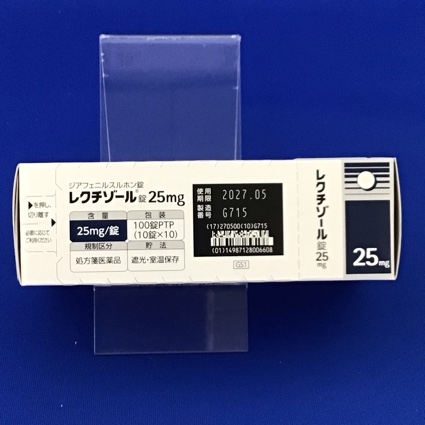 を押し、
切り離す
必要に応じて
ご利用ください
ジアフェニルスルホン錠
レクチゾール®錠25mg
含量
包装
25mg/錠
100錠PTP
(10錠×10)
規制区分
貯法
処方箋医薬品
遮光・室温保存
使用期限
2027.05
製造番号
G715
(17)270500(10)G715
(01)14987128006608
GS1
レクチゾール錠25mg
25mg